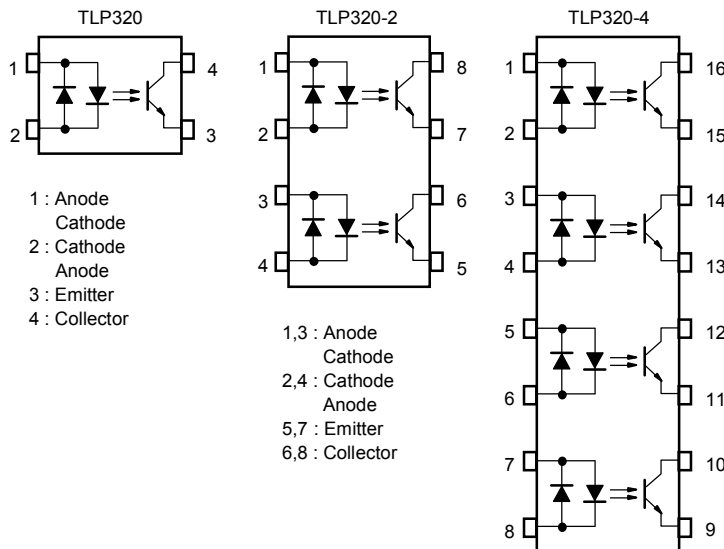 TLP320
1
2
4
3
1 : Anode
Cathode
2 : Cathode
Anode
3 : Emitter
4 : Collector
TLP320-2
1
2
3
4
8
7
6
5
1,3 : Anode
Cathode
2,4 : Cathode
Anode
5,7 : Emitter
6,8 : Collector
TLP320-4
1
2
3
4
5
6
7
8
16
15
14
13
12
11
10
9